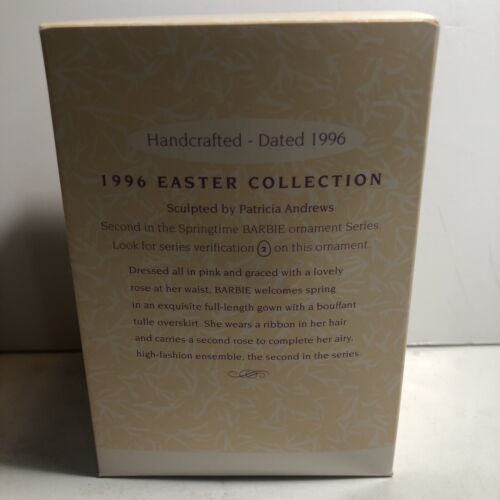 Handcrafted - Dated 1996
1996 EASTER COLLECTION
Sculpted by Patricia Andrews
Second in the Springtime BARBIE ornament Series.
Look for series verification 2 on this ornament.
Dressed all in pink and graced with a lovely
rose at her waist, BARBIE welcomes spring
in an exquisite full-length gown with a bouffant
tulle overskirt. She wears a ribbon in her hair
and carries a second rose to complete her airy,
high-fashion ensemble, the second in the series.